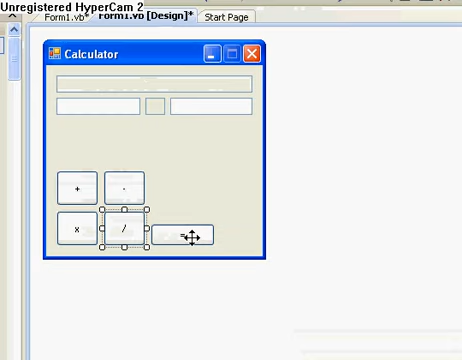 Unregistered HyperCam 2
Form1.vb* Form1.vb [Design]* Start Page
Calculator
+ -
x / =